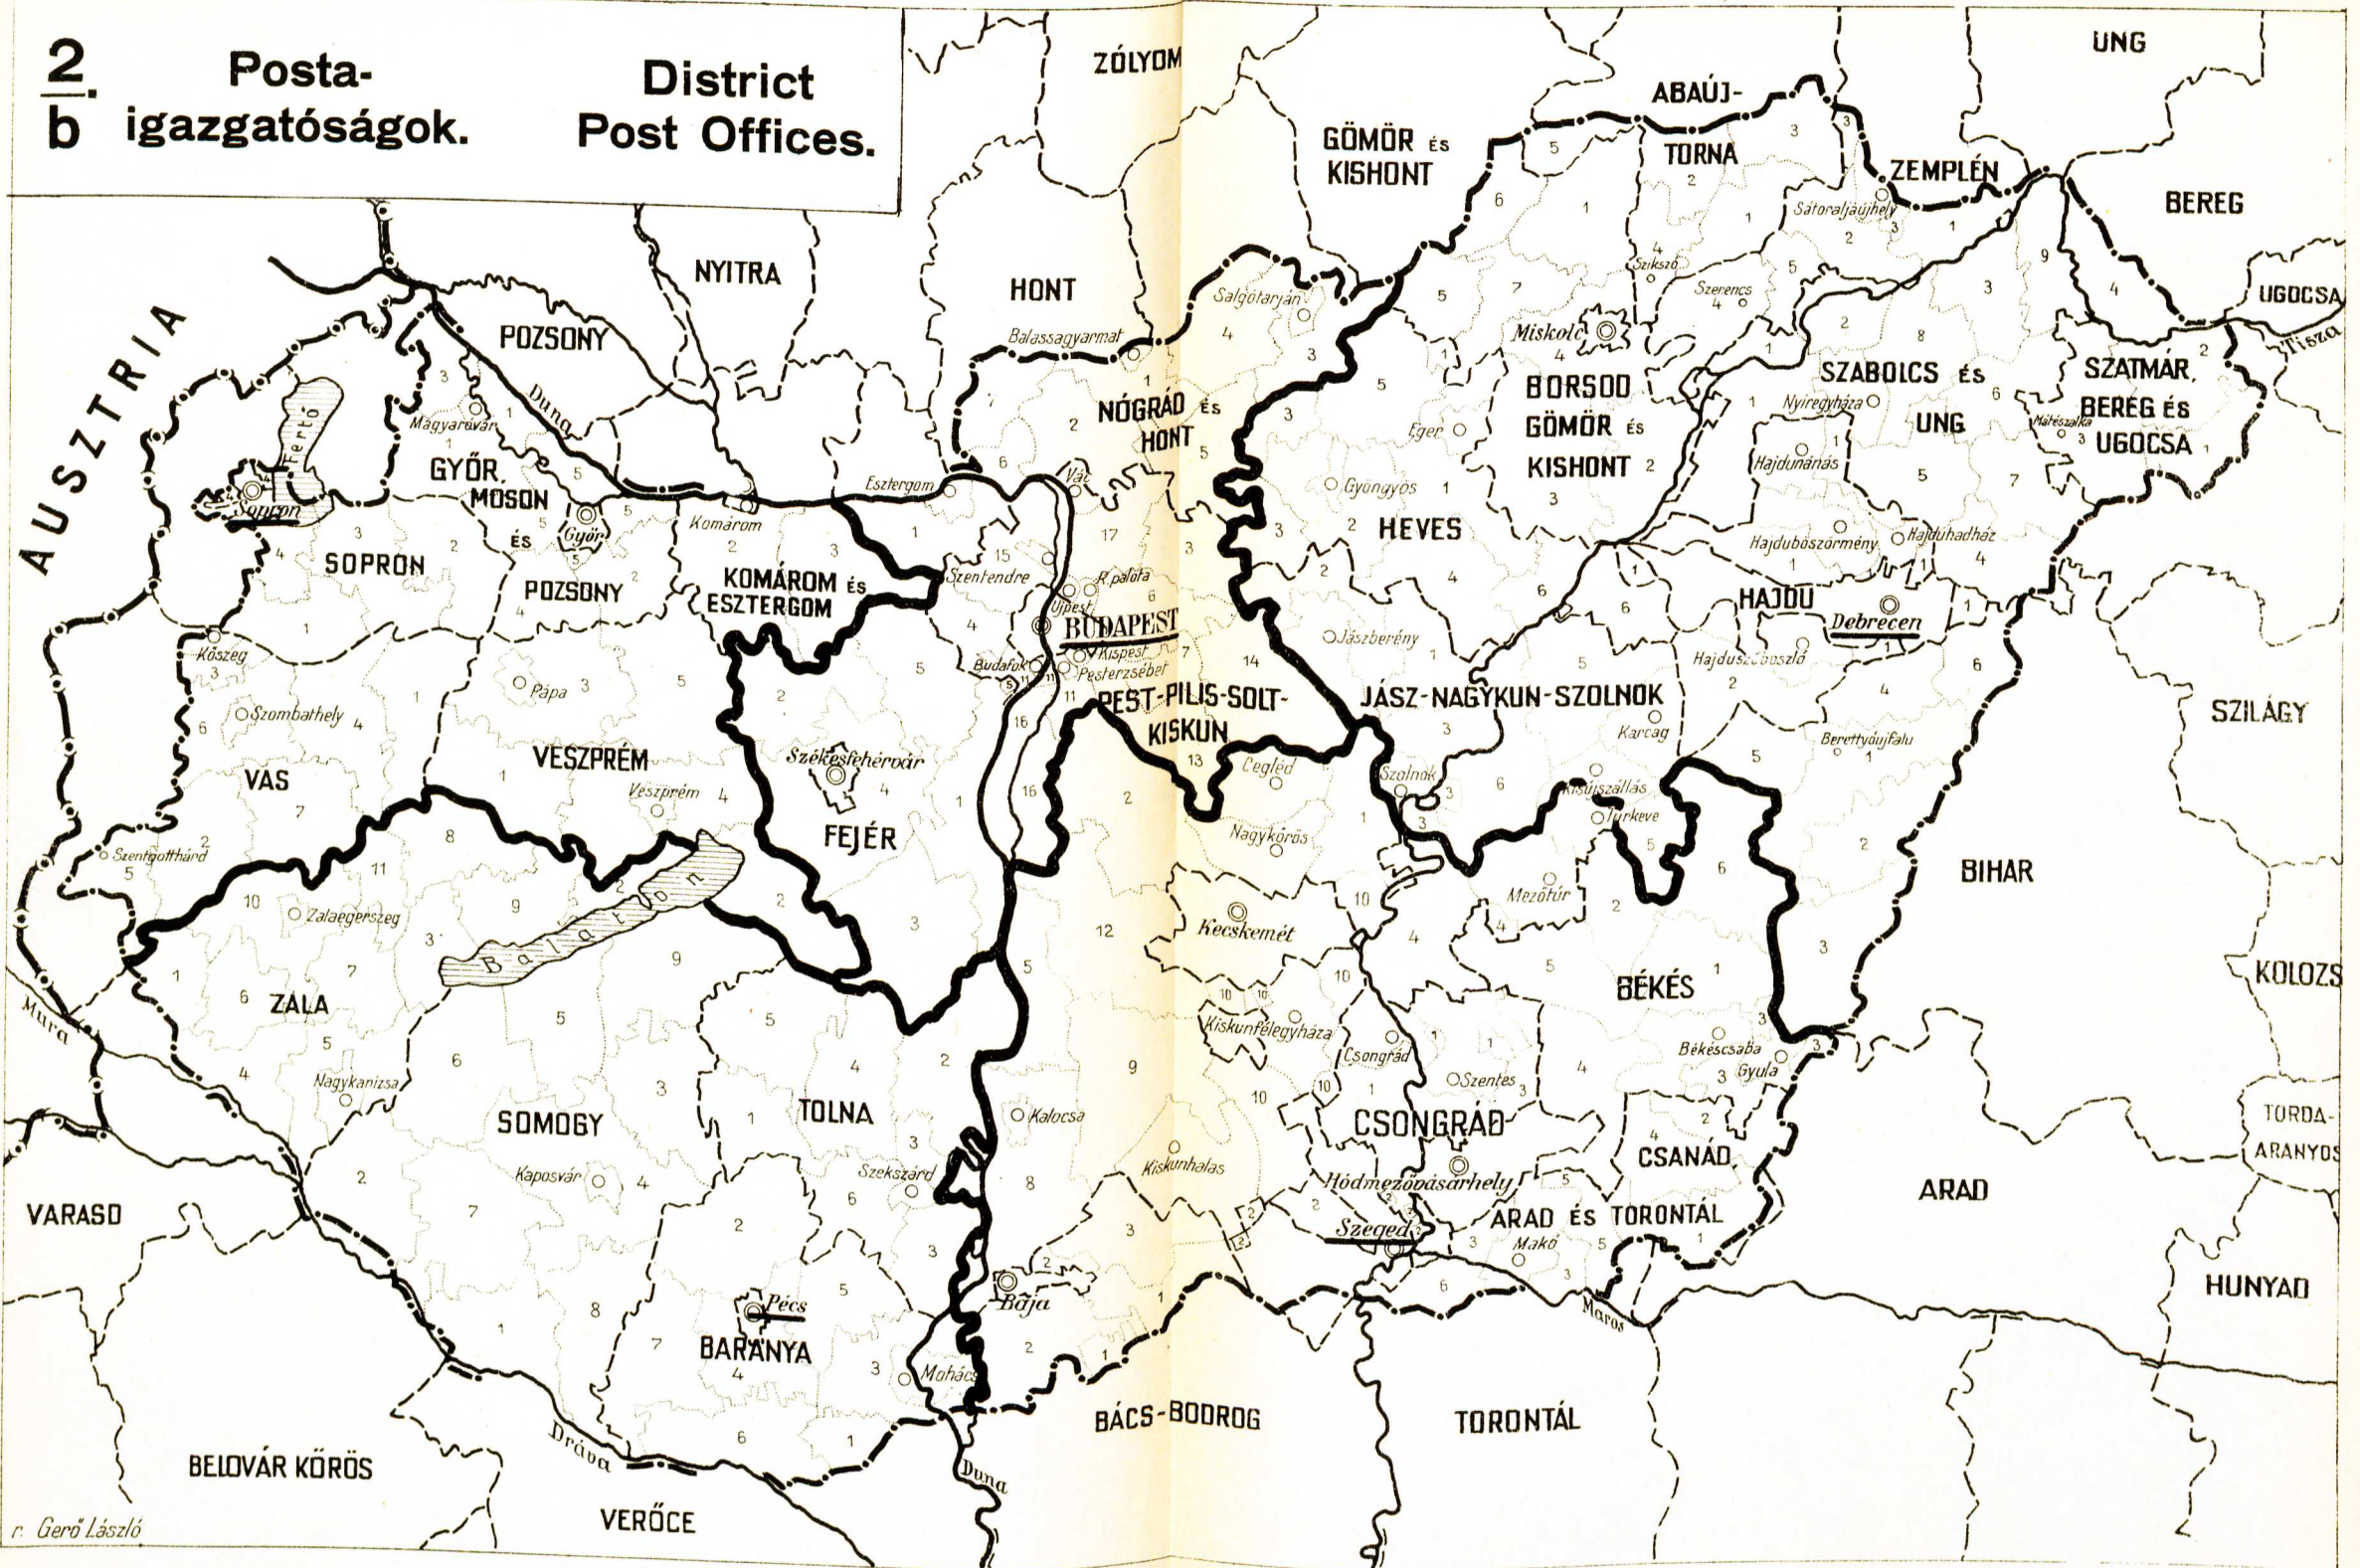 2/b.
Posta-
igazgatóságok.
District
Post Offices.
AUSZTRIA
ZÓLYOM
UNG
ABAÚJ-
TORNA
GÖMÖR ÉS
KISHONT
ZEMPLÉN
BEREG
UGOCSA
NYITRA
HONT
POZSONY
Sátoraljaújhely
Szikszó
Szerencs
Salgótarján
Balassagyarmat
Miskolc
Tisza
Duna
Fertő
Magyaróvár
GYŐR,
MOSON
ÉS
POZSONY
Győr
Sopron
SOPRON
Komárom
KOMÁROM ÉS
ESZTERGOM
Esztergom
Vác
NÓGRÁD ÉS
HONT
Eger
Gyöngyös
HEVES
BORSOD
GÖMÖR ÉS
KISHONT
SZABOLCS ÉS
UNG
Nyíregyháza
SZATMÁR,
BEREG ÉS
UGOCSA
Mátészalka
Hajdunánás
Hajduböszörmény
Hajduhadház
HAJDU
Debrecen
Hajduszoboszló
Szentendre
R.palota
Ujpest
BUDAPEST
Kispest
Budafok
Pesterzsébet
PEST-PILIS-SOLT-
KISKUN
Jászberény
JÁSZ-NAGYKUN-SZOLNOK
Karcag
Berettyóujfalu
SZILÁGY
Kőszeg
Szombathely
VAS
Szentgotthárd
Pápa
VESZPRÉM
Veszprém
Székesfehérvár
FEJÉR
Cegléd
Szolnok
Kisújszállás
Túrkeve
Nagykőrös
Mezőtúr
BIHAR
Zalaegerszeg
Balaton
Kecskemét
ZALA
Mura
Nagykanizsa
BÉKÉS
KOLOZS
Kiskunfélegyháza
Csongrád
Szentes
Békéscsaba
Gyula
SOMOGY
Kaposvár
TOLNA
Szekszárd
Kalocsa
Kiskunhalas
CSONGRÁD
Hódmezővásárhely
CSANÁD,
ARAD ÉS TORONTÁL
Szeged
Makó
Maros
TORDA-
ARANYOS
ARAD
HUNYAD
VARASD
Pécs
BARANYA
Mohács
Baja
BÁCS-BODROG
TORONTÁL
Dráva
Duna
BELOVÁR KŐRÖS
VERŐCE
r. Gerő László